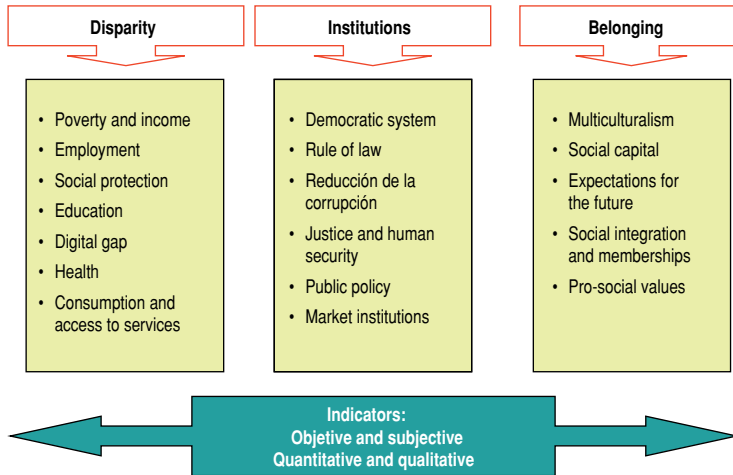 Disparity
Institutions
Belonging
• Poverty and income
• Employment
• Social protection
• Education
• Digital gap
• Health
• Consumption and
access to services
• Democratic system
• Rule of law
• Reducción de la
corrupción
• Justice and human
security
• Public policy
• Market institutions
• Multiculturalism
• Social capital
• Expectations for
the future
• Social integration
and memberships
• Pro-social values
Indicators:
Objetive and subjective
Quantitative and qualitative